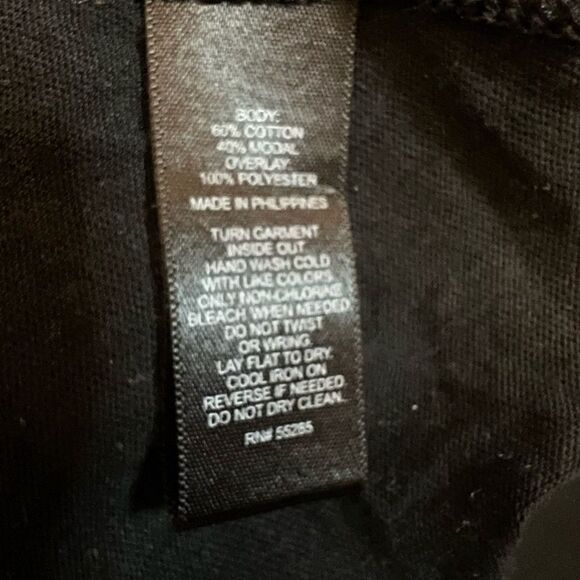 BODY:
60% COTTON
40% MODAL
OVERLAY:
100% POLYESTER
MADE IN PHILIPPINES
TURN GARMENT
INSIDE OUT
HAND WASH COLD
WITH LIKE COLORS.
ONLY NON-CHLORINE
BLEACH WHEN NEEDED
DO NOT TWIST
OR WRING.
LAY FLAT TO DRY.
COOL IRON ON
REVERSE IF NEEDED.
DO NOT DRY CLEAN.
RN# 55285